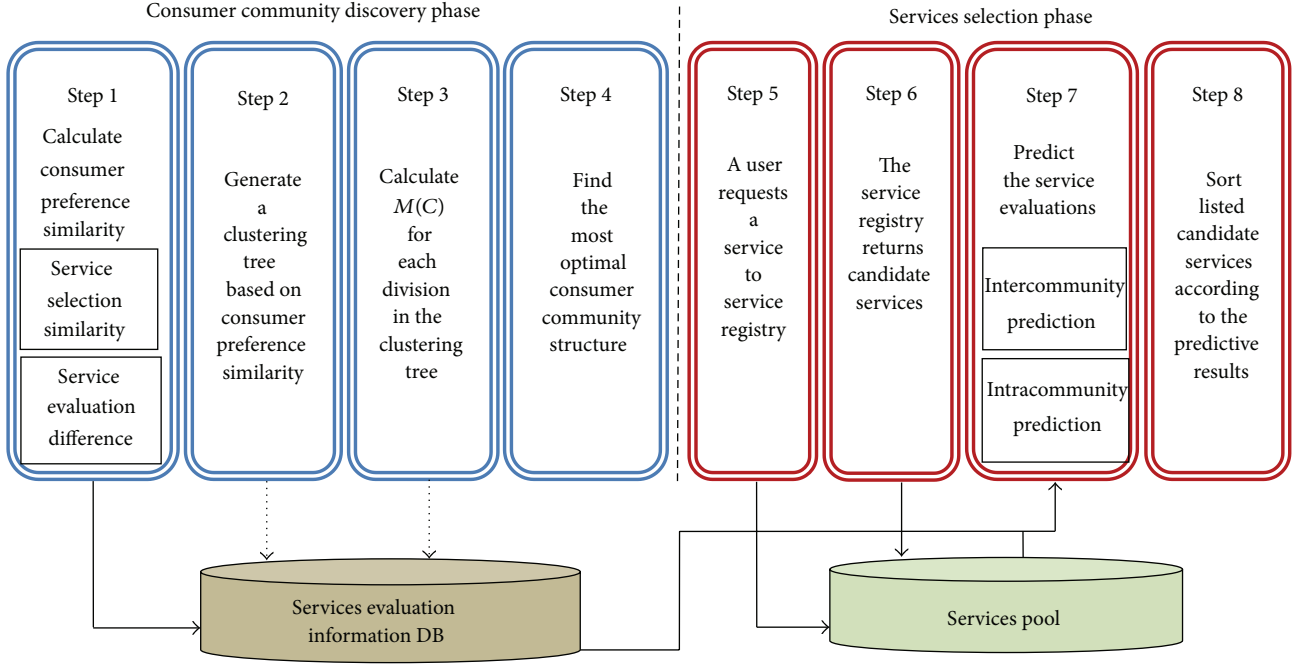 Consumer community discovery phase
Services selection phase
Step 1
Calculate
consumer
preference
similarity
Service
selection
similarity
Service
evaluation
difference
Step 2
Generate
a
clustering
tree
based on
consumer
preference
similarity
Step 3
Calculate
M(C)
for
each
division
in the
clustering
tree
Step 4
Find
the
most
optimal
consumer
community
structure
Step 5
A user
requests
a
service
to
service
registry
Step 6
The
service
registry
returns
candidate
services
Step 7
Predict
the service
evaluations
Intercommunity
prediction
Intracommunity
prediction
Step 8
Sort
listed
candidate
services
according
to the
predictive
results
Services evaluation
information DB
Services pool